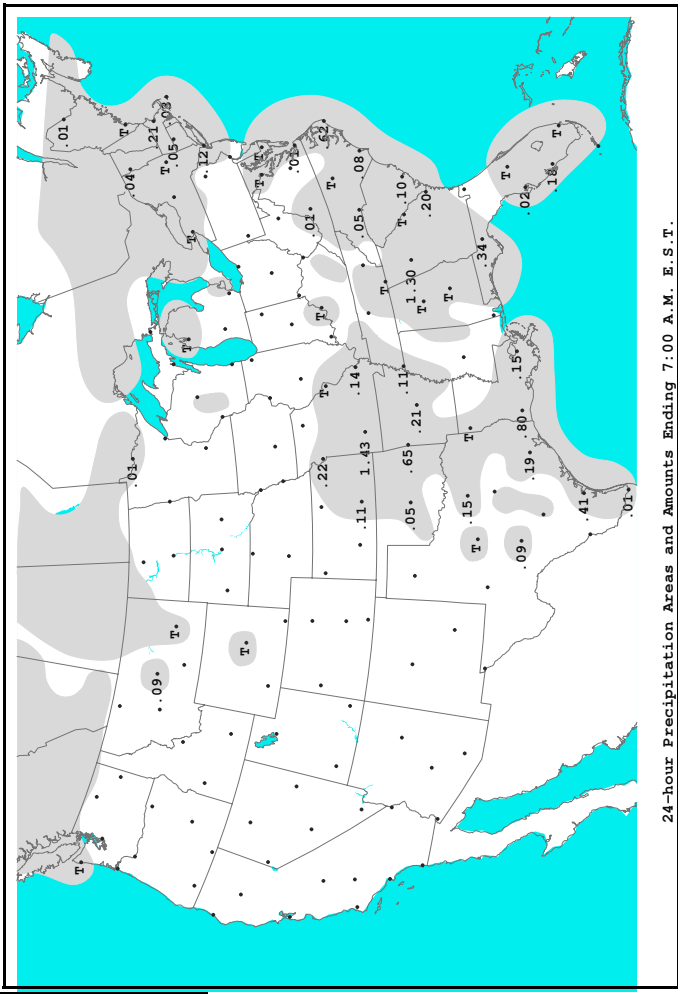 .01
T
T
.04
.01
.21
.09
T
.03
.05
T
T
T
.12
T
T
T
.01
.01
.22
T
T
.62
T
.14
.05
.08
.11
1.43
T
.11
T
.10
.05
.65
1.30
.21
T
.20
T
.15
T
T
.34
T
.15
.09
.80
.02
.19
.18
T
.41
.01
24-hour Precipitation Areas and Amounts Ending 7:00 A.M. E.S.T.